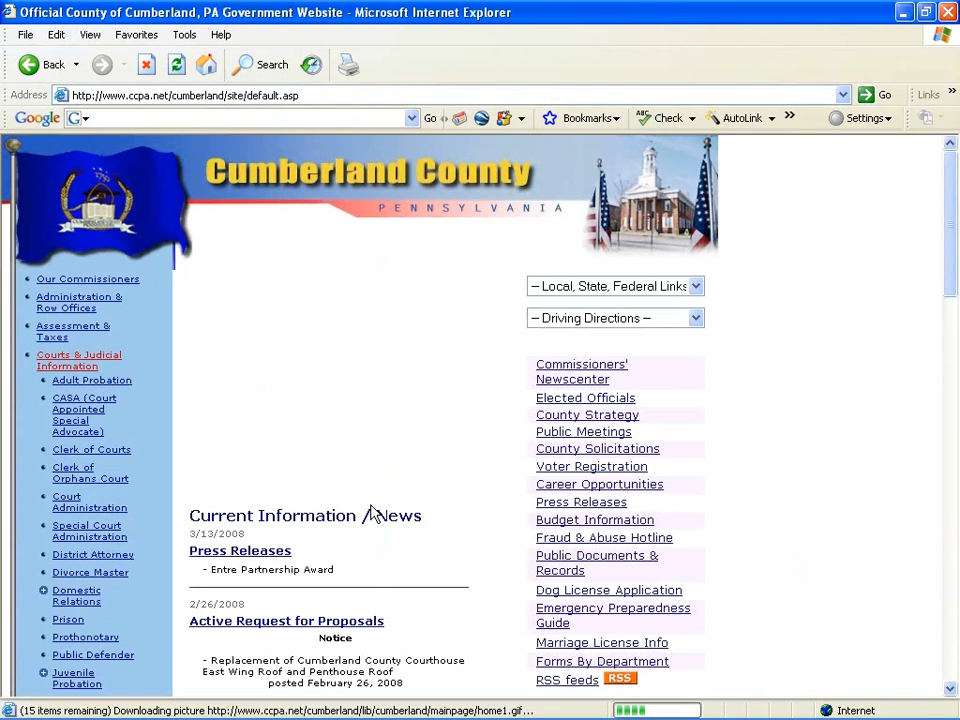 Official County of Cumberland, PA Government Website - Microsoft Internet Explorer
File Edit View Favorites Tools Help
Back Search
Address http://www.ccpa.net/cumberland/site/default.asp Go Links »
Google G Go Bookmarks Check AutoLink » Settings
1750
Cumberland County
PENNSYLVANIA
Our Commissioners
Administration &
Row Offices
Assessment &
Taxes
Courts & Judicial
Information
Adult Probation
CASA (Court
Appointed
Special
Advocate)
Clerk of Courts
Clerk of
Orphans Court
Court
Administration
Special Court
Administration
District Attorney
Divorce Master
Domestic
Relations
Prison
Prothonotary
Public Defender
Juvenile
Probation
Current Information / News
3/13/2008
Press Releases
- Entre Partnership Award
2/26/2008
Active Request for Proposals
Notice
- Replacement of Cumberland County Courthouse
East Wing Roof and Penthouse Roof
posted February 26, 2008
-- Local, State, Federal Links
-- Driving Directions --
Commissioners'
Newscenter
Elected Officials
County Strategy
Public Meetings
County Solicitations
Voter Registration
Career Opportunities
Press Releases
Budget Information
Fraud & Abuse Hotline
Public Documents &
Records
Dog License Application
Emergency Preparedness
Guide
Marriage License Info
Forms By Department
RSS feeds RSS
(15 items remaining) Downloading picture http://www.ccpa.net/cumberland/lib/cumberland/mainpage/home1.gif... Internet